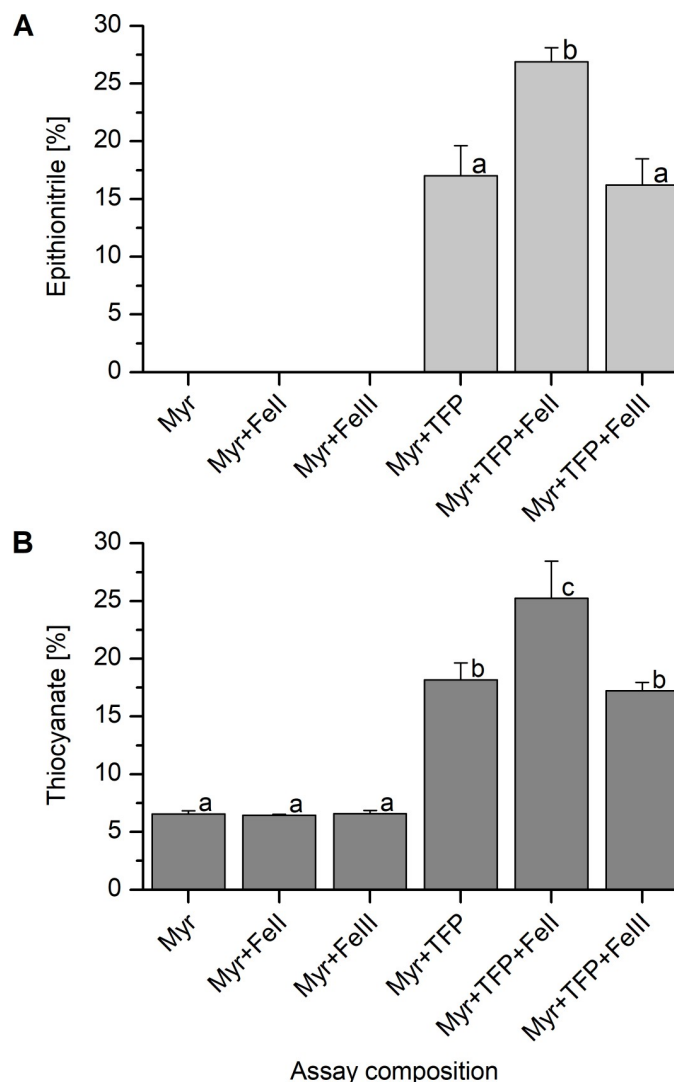 A
30
25
20
15
10
5
0
Epithionitrile [%]
a
b
a
Myr
Myr+FeII
Myr+FeIII
Myr+TFP
Myr+TFP+FeII
Myr+TFP+FeIII
B
30
25
20
15
10
5
0
Thiocyanate [%]
a
a
a
b
c
b
Myr
Myr+FeII
Myr+FeIII
Myr+TFP
Myr+TFP+FeII
Myr+TFP+FeIII
Assay composition